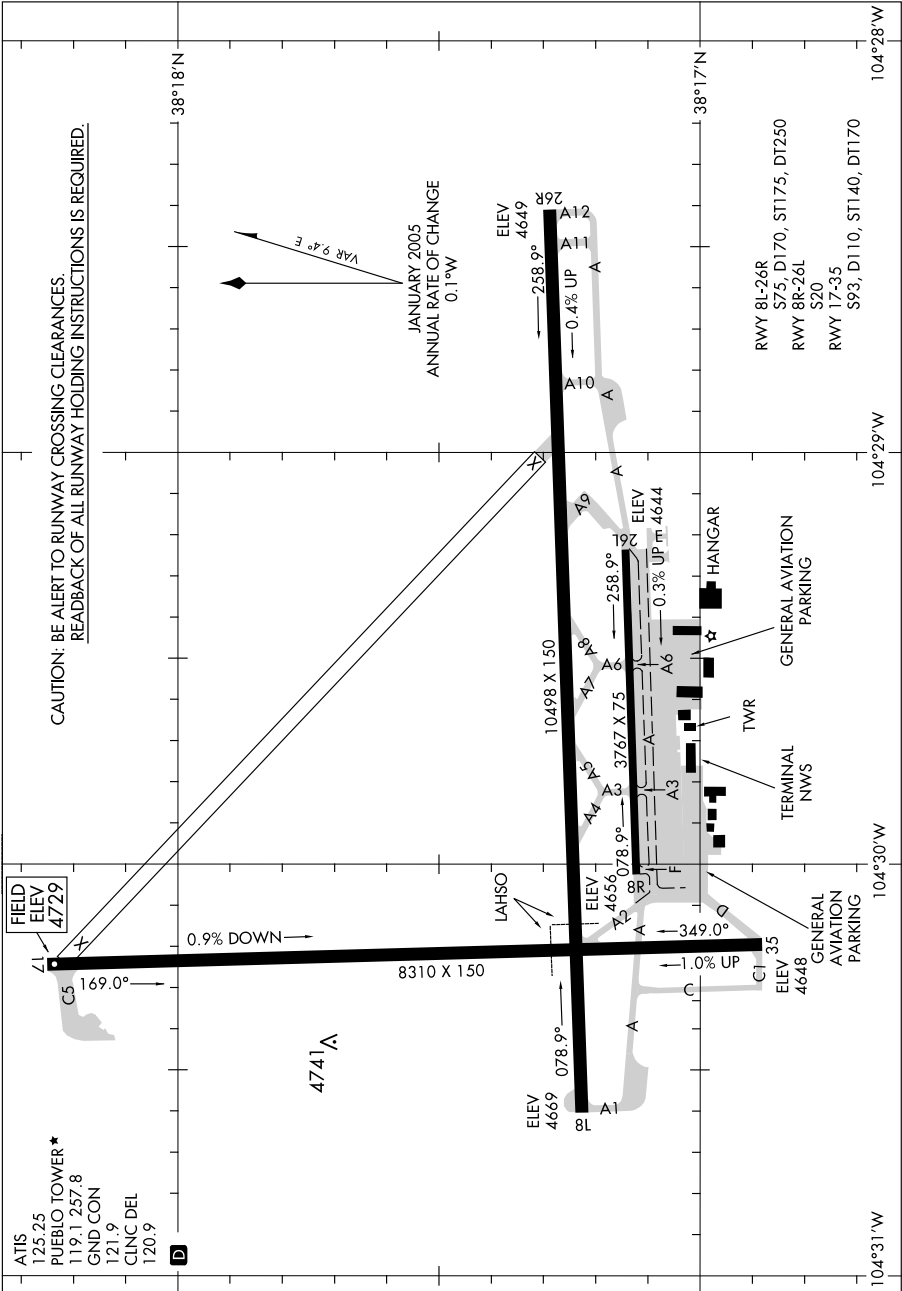 CAUTION: BE ALERT TO RUNWAY CROSSING CLEARANCES.
READBACK OF ALL RUNWAY HOLDING INSTRUCTIONS IS REQUIRED.
ATIS
125.25
PUEBLO TOWER★
119.1 257.8
GND CON
121.9
CLNC DEL
120.9
D
FIELD
ELEV
4729
17
C5
169.0°
0.9% DOWN
X
X
8310 X 150
4741
VAR 9.4° E
JANUARY 2005
ANNUAL RATE OF CHANGE
0.1°W
38°18'N
38°17'N
104°31'W
104°30'W
104°29'W
104°28'W
ELEV
4669
8L
078.9°
A1
A
LAHSO
ELEV
4656
8R
A2
A
078.9°
10498 X 150
A4
A5
A3
A7
A8
A6
A9
3767 X 75
258.9°
26L
ELEV
4644
0.3% UP
E
A
F
A3
A6
A
A
A10
0.4% UP
258.9°
A
A11
A12
26R
ELEV
4649
349.0°
1.0% UP
C
C1
35
ELEV
4648
D
GENERAL
AVIATION
PARKING
TERMINAL
NWS
TWR
GENERAL AVIATION
PARKING
HANGAR
RWY 8L-26R
S75, D170, ST175, DT250
RWY 8R-26L
S20
RWY 17-35
S93, D110, ST140, DT170